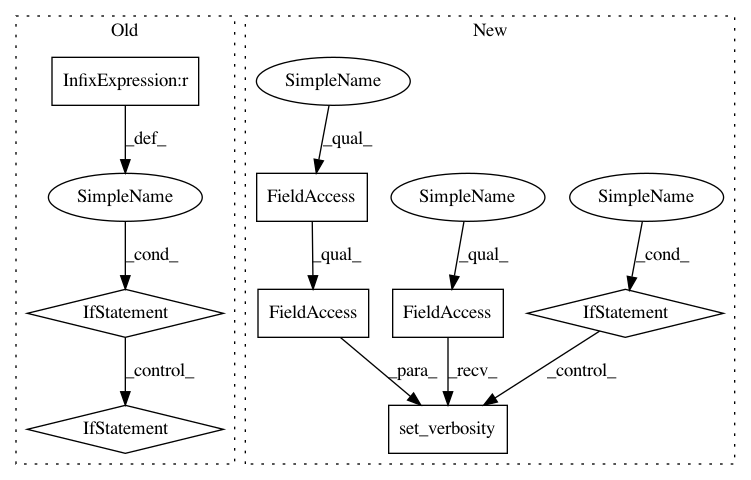 Old
New
InfixExpression:r
SimpleName
_def_
_qual_
SimpleName
FieldAccess
SimpleName
SimpleName
_cond_
_qual_
_qual_
_cond_
IfStatement
FieldAccess
FieldAccess
IfStatement
_control_
_para_
_recv_
_control_
IfStatement
set_verbosity